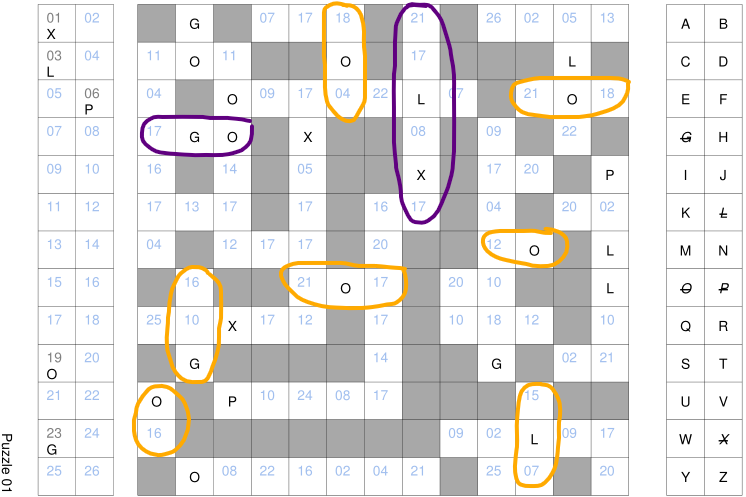 01 02 G 07 17 18 21 26 02 05 13 A B
X
03 04 11 O 11 O 17 L C D
L
05 06 04 O 09 17 04 22 L 07 21 O 18 E F
P
07 08 17 G O X 08 09 22 G H
09 10 16 14 05 X 17 20 P I J
11 12 17 13 17 17 16 17 04 20 02 K L
13 14 04 12 17 17 20 12 O L M N
15 16 16 21 O 17 20 10 L O P
17 18 25 10 X 17 12 17 10 18 12 10 Q R
19 20 G 14 G 02 21 S T
O
21 22 O P 10 24 08 17 15 U V
23 24 16 09 02 L 09 17 W X
G
25 26 O 08 22 16 02 04 21 25 07 20 Y Z
Puzzle 01